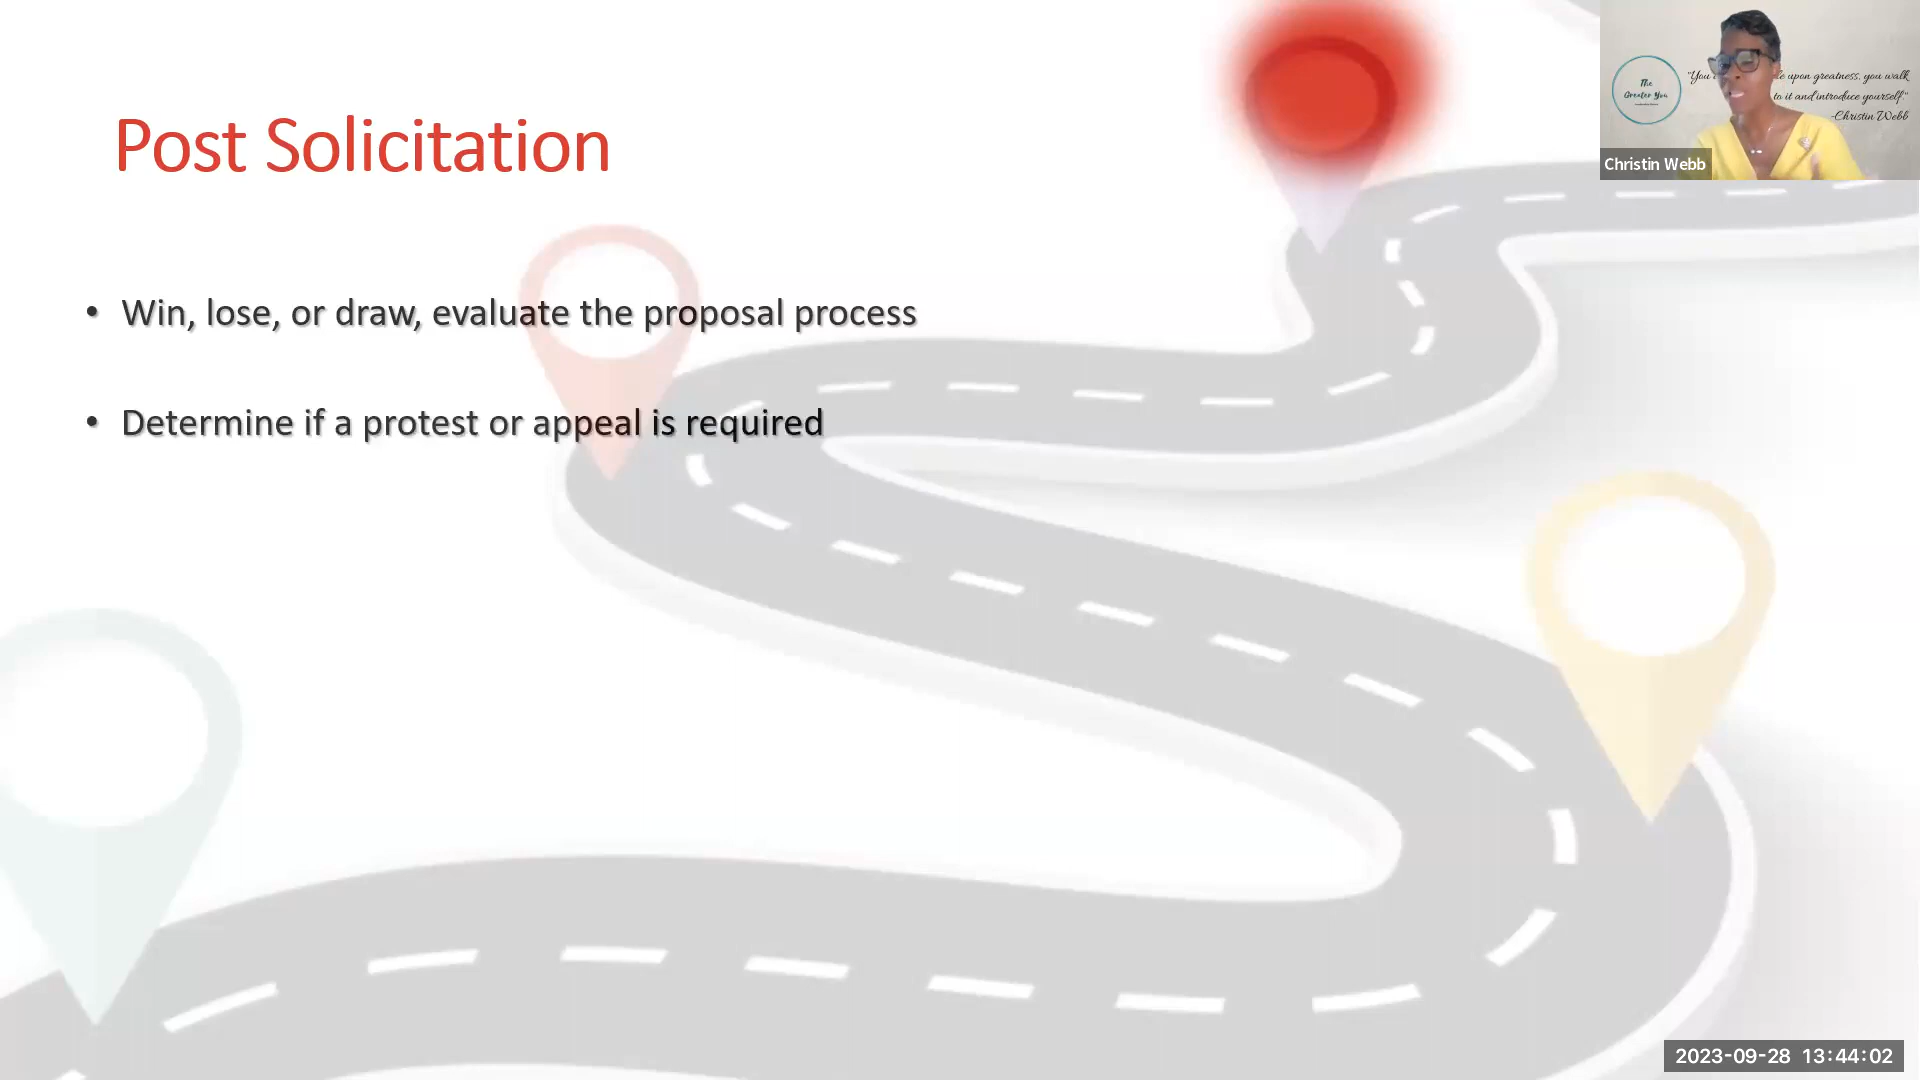 Post Solicitation
• Win, lose, or draw, evaluate the proposal process
• Determine if a protest or appeal is required
The
Greater You
"You
upon greatness, you walk
to it and introduce yourself."
-Christin Webb
Christin Webb
2023-09-28 13:44:02